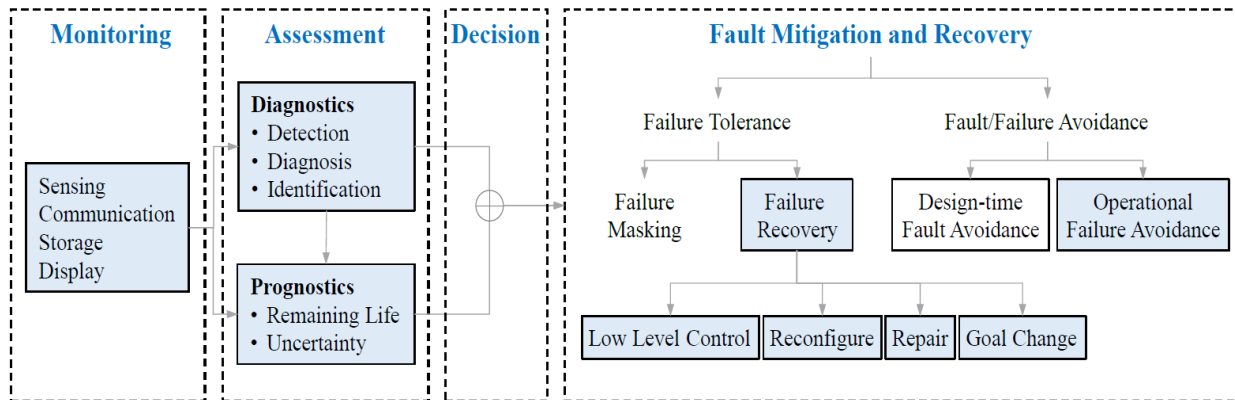 Monitoring
Assessment
Decision
Fault Mitigation and Recovery
Sensing
Communication
Storage
Display
Diagnostics
• Detection
• Diagnosis
• Identification
Prognostics
• Remaining Life
• Uncertainty
Failure Tolerance
Fault/Failure Avoidance
Failure
Masking
Failure
Recovery
Design-time
Fault Avoidance
Operational
Failure Avoidance
Low Level Control
Reconfigure
Repair
Goal Change